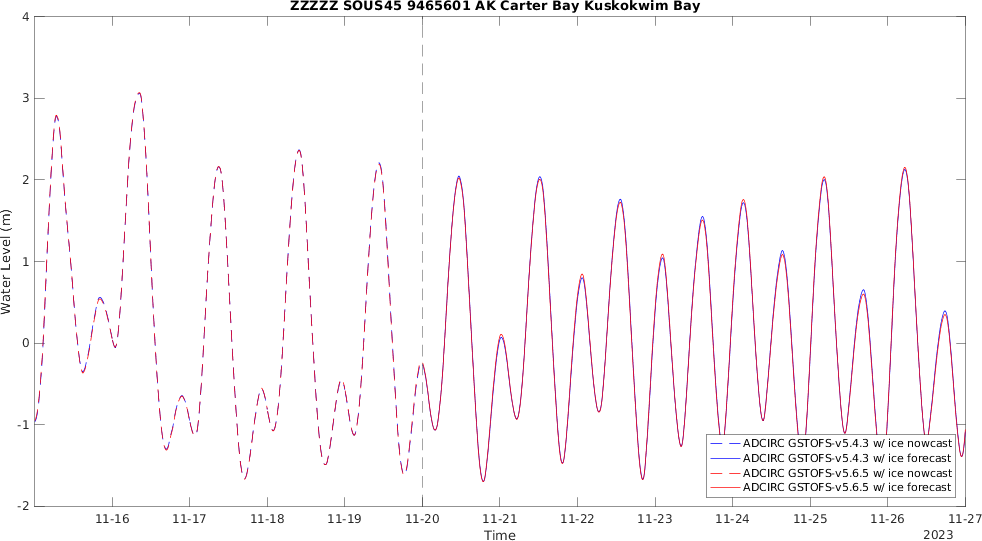 ZZZZZ SOUS45 9465601 AK Carter Bay Kuskokwim Bay
4
3
2
1
0
-1
-2
Water Level (m)
ADCIRC GSTOFS-v5.4.3 w/ ice nowcast
ADCIRC GSTOFS-v5.4.3 w/ ice forecast
ADCIRC GSTOFS-v5.6.5 w/ ice nowcast
ADCIRC GSTOFS-v5.6.5 w/ ice forecast
11-16 11-17 11-18 11-19 11-20 11-21 11-22 11-23 11-24 11-25 11-26 11-27
Time
2023